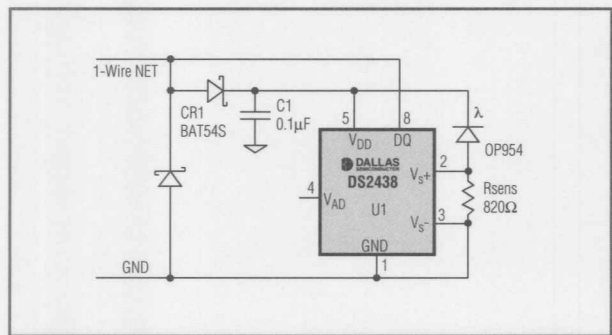 1-Wire NET
CR1
BAT54S
C1
0.1µF
5
8
λ
OP954
VDD
DQ
DALLAS
SEMICONDUCTOR
DS2438
2
VS+
Rsens
820Ω
4
VAD
U1
3
VS-
GND
1
GND